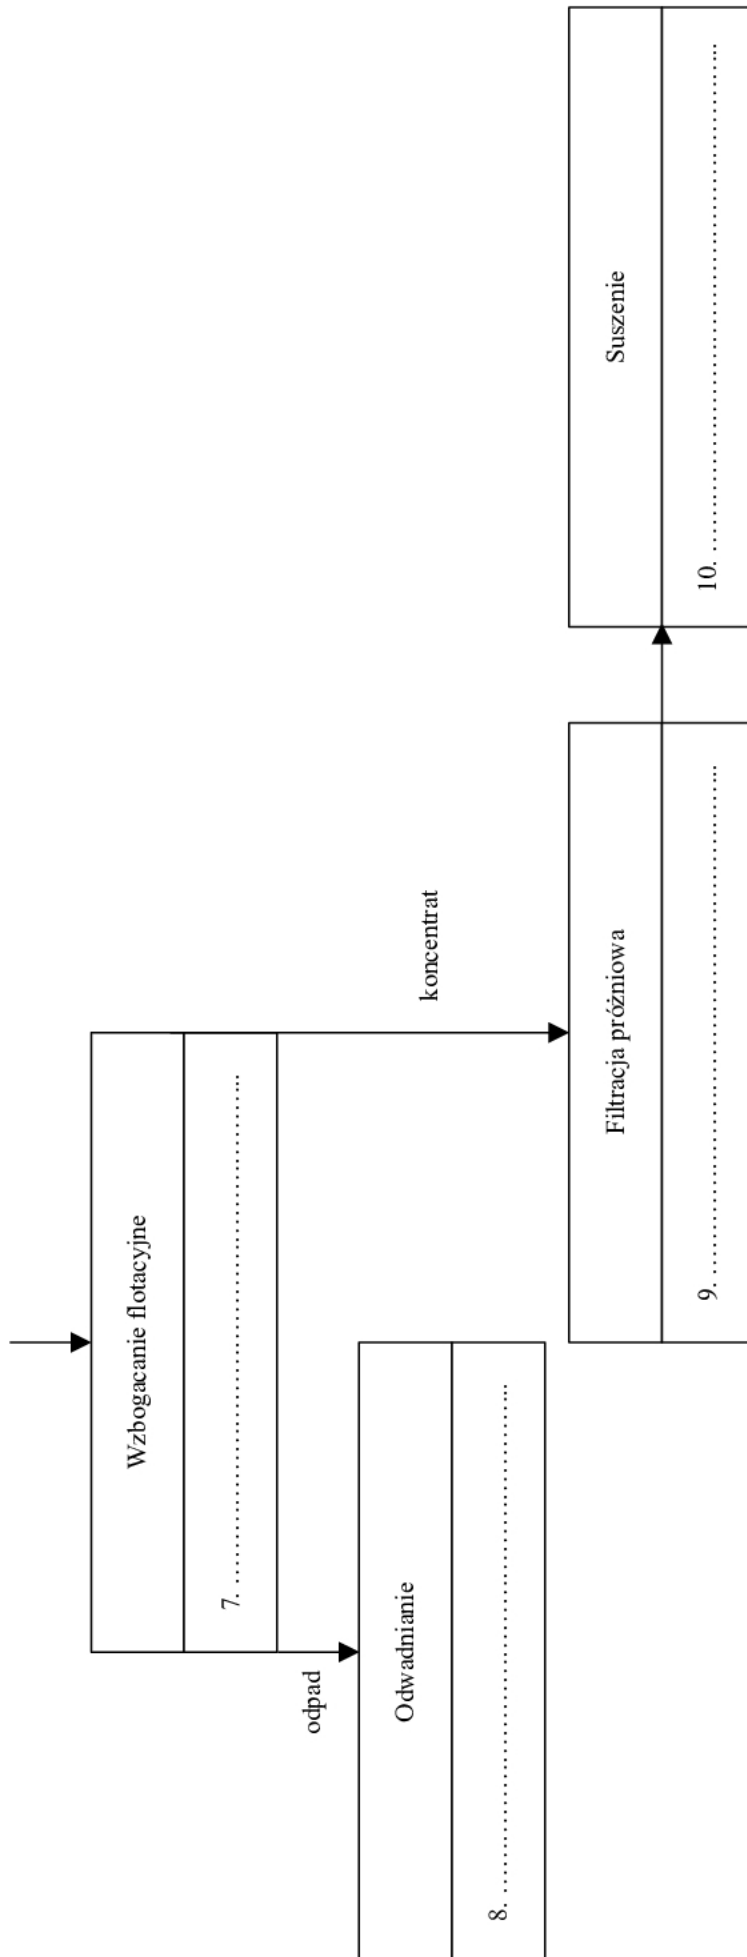 Wzbogacanie flotacyjne
7. ........................................................
odpad
koncentrat
Odwadnianie
8. ........................................................
Filtracja próżniowa
9. ........................................................
Suszenie
10. ........................................................